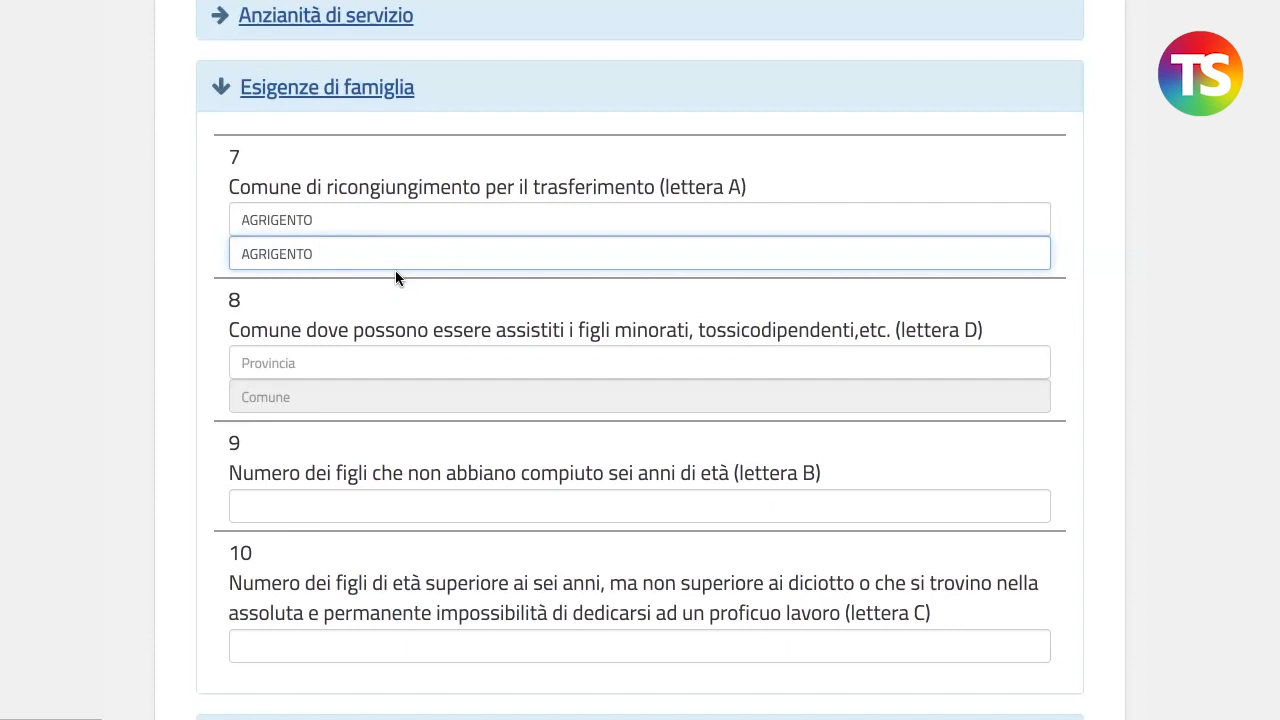 Anzianità di servizio
TS
Esigenze di famiglia
7
Comune di ricongiungimento per il trasferimento (lettera A)
AGRIGENTO
AGRIGENTO
8
Comune dove possono essere assistiti i figli minorati, tossicodipendenti,etc. (lettera D)
Provincia
Comune
9
Numero dei figli che non abbiano compiuto sei anni di età (lettera B)
10
Numero dei figli di età superiore ai sei anni, ma non superiore ai diciotto o che si trovino nella
assoluta e permanente impossibilità di dedicarsi ad un proficuo lavoro (lettera C)